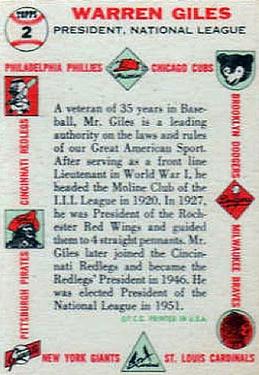 TOPPS
2
WARREN GILES
PRESIDENT, NATIONAL LEAGUE
PHILADELPHIA PHILLIES
CHICAGO CUBS
BROOKLYN DODGERS
MILWAUKEE BRAVES
CINCINNATI REDLEGS
PITTSBURGH PIRATES
A veteran of 35 years in Base-
ball, Mr. Giles is a leading
authority on the laws and rules
of our Great American Sport.
After serving as a front line
Lieutenant in World War I, he
headed the Moline Club of the
I.I.I. League in 1920. In 1927,
he was President of the Roch-
ester Red Wings and guided
them to 4 straight pennants. Mr.
Giles later joined the Cincin-
nati Redlegs and became the
Redlegs' President in 1946. He
was elected President of the
National League in 1951.
©T.C.G. PRINTED IN U.S.A.
NEW YORK GIANTS
ST. LOUIS CARDINALS